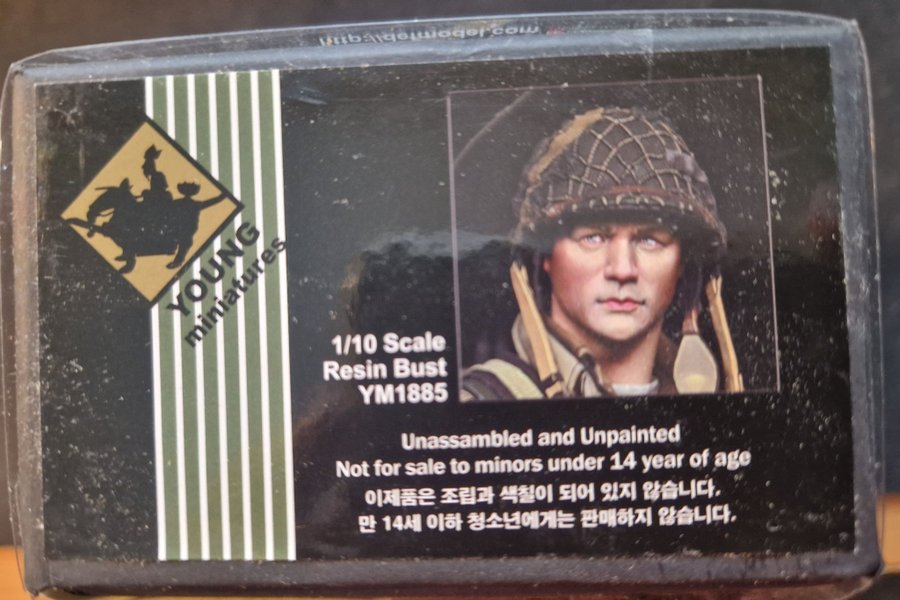 http://defmodel.com
YOUNG
miniatures
1/10 Scale
Resin Bust
YM1885
Unassambled and Unpainted
Not for sale to minors under 14 year of age
이제품은 조립과 색칠이 되어 있지 않습니다.
만 14세 이하 청소년에게는 판매하지 않습니다.